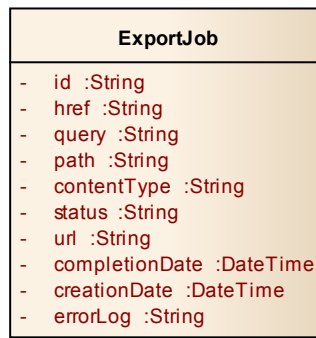 ExportJob
- id :String
- href :String
- query :String
- path :String
- contentType :String
- status :String
- url :String
- completionDate :DateTime
- creationDate :DateTime
- errorLog :String